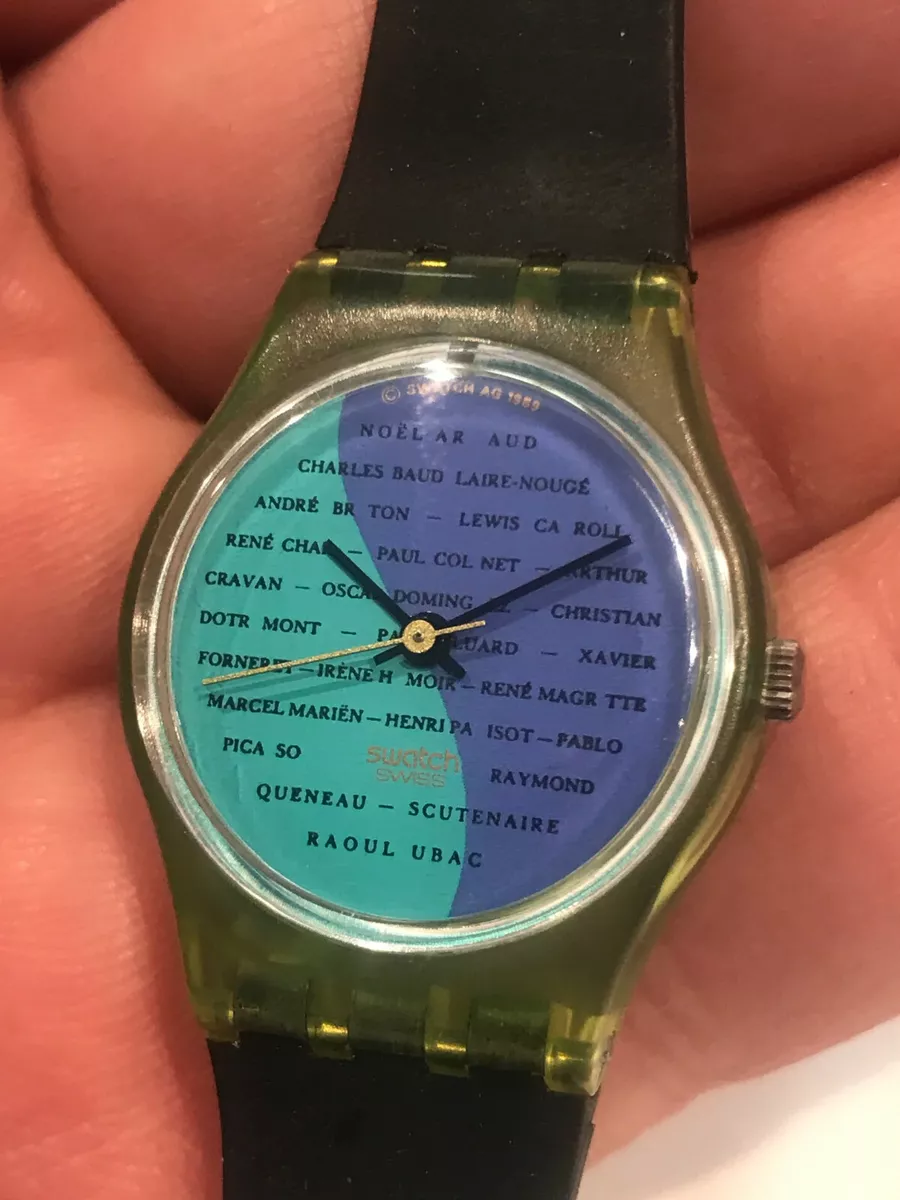 © SWATCH AG 1989
NOËL AR AUD
CHARLES BAUD LAIRE-NOUGÉ
ANDRÉ BR TON — LEWIS CA ROLL
RENÉ CHA — PAUL COL NET — ARTHUR
CRAVAN — OSCA DOMING EZ — CHRISTIAN
DOTR MONT — PA LUARD — XAVIER
FORNERET — IRÈNE H MOIR — RENÉ MAGR TTE
MARCEL MARIËN — HENRI PA ISOT — PABLO
PICA SO swatch RAYMOND
SWISS
QUENEAU — SCUTENAIRE
RAOUL UBAC